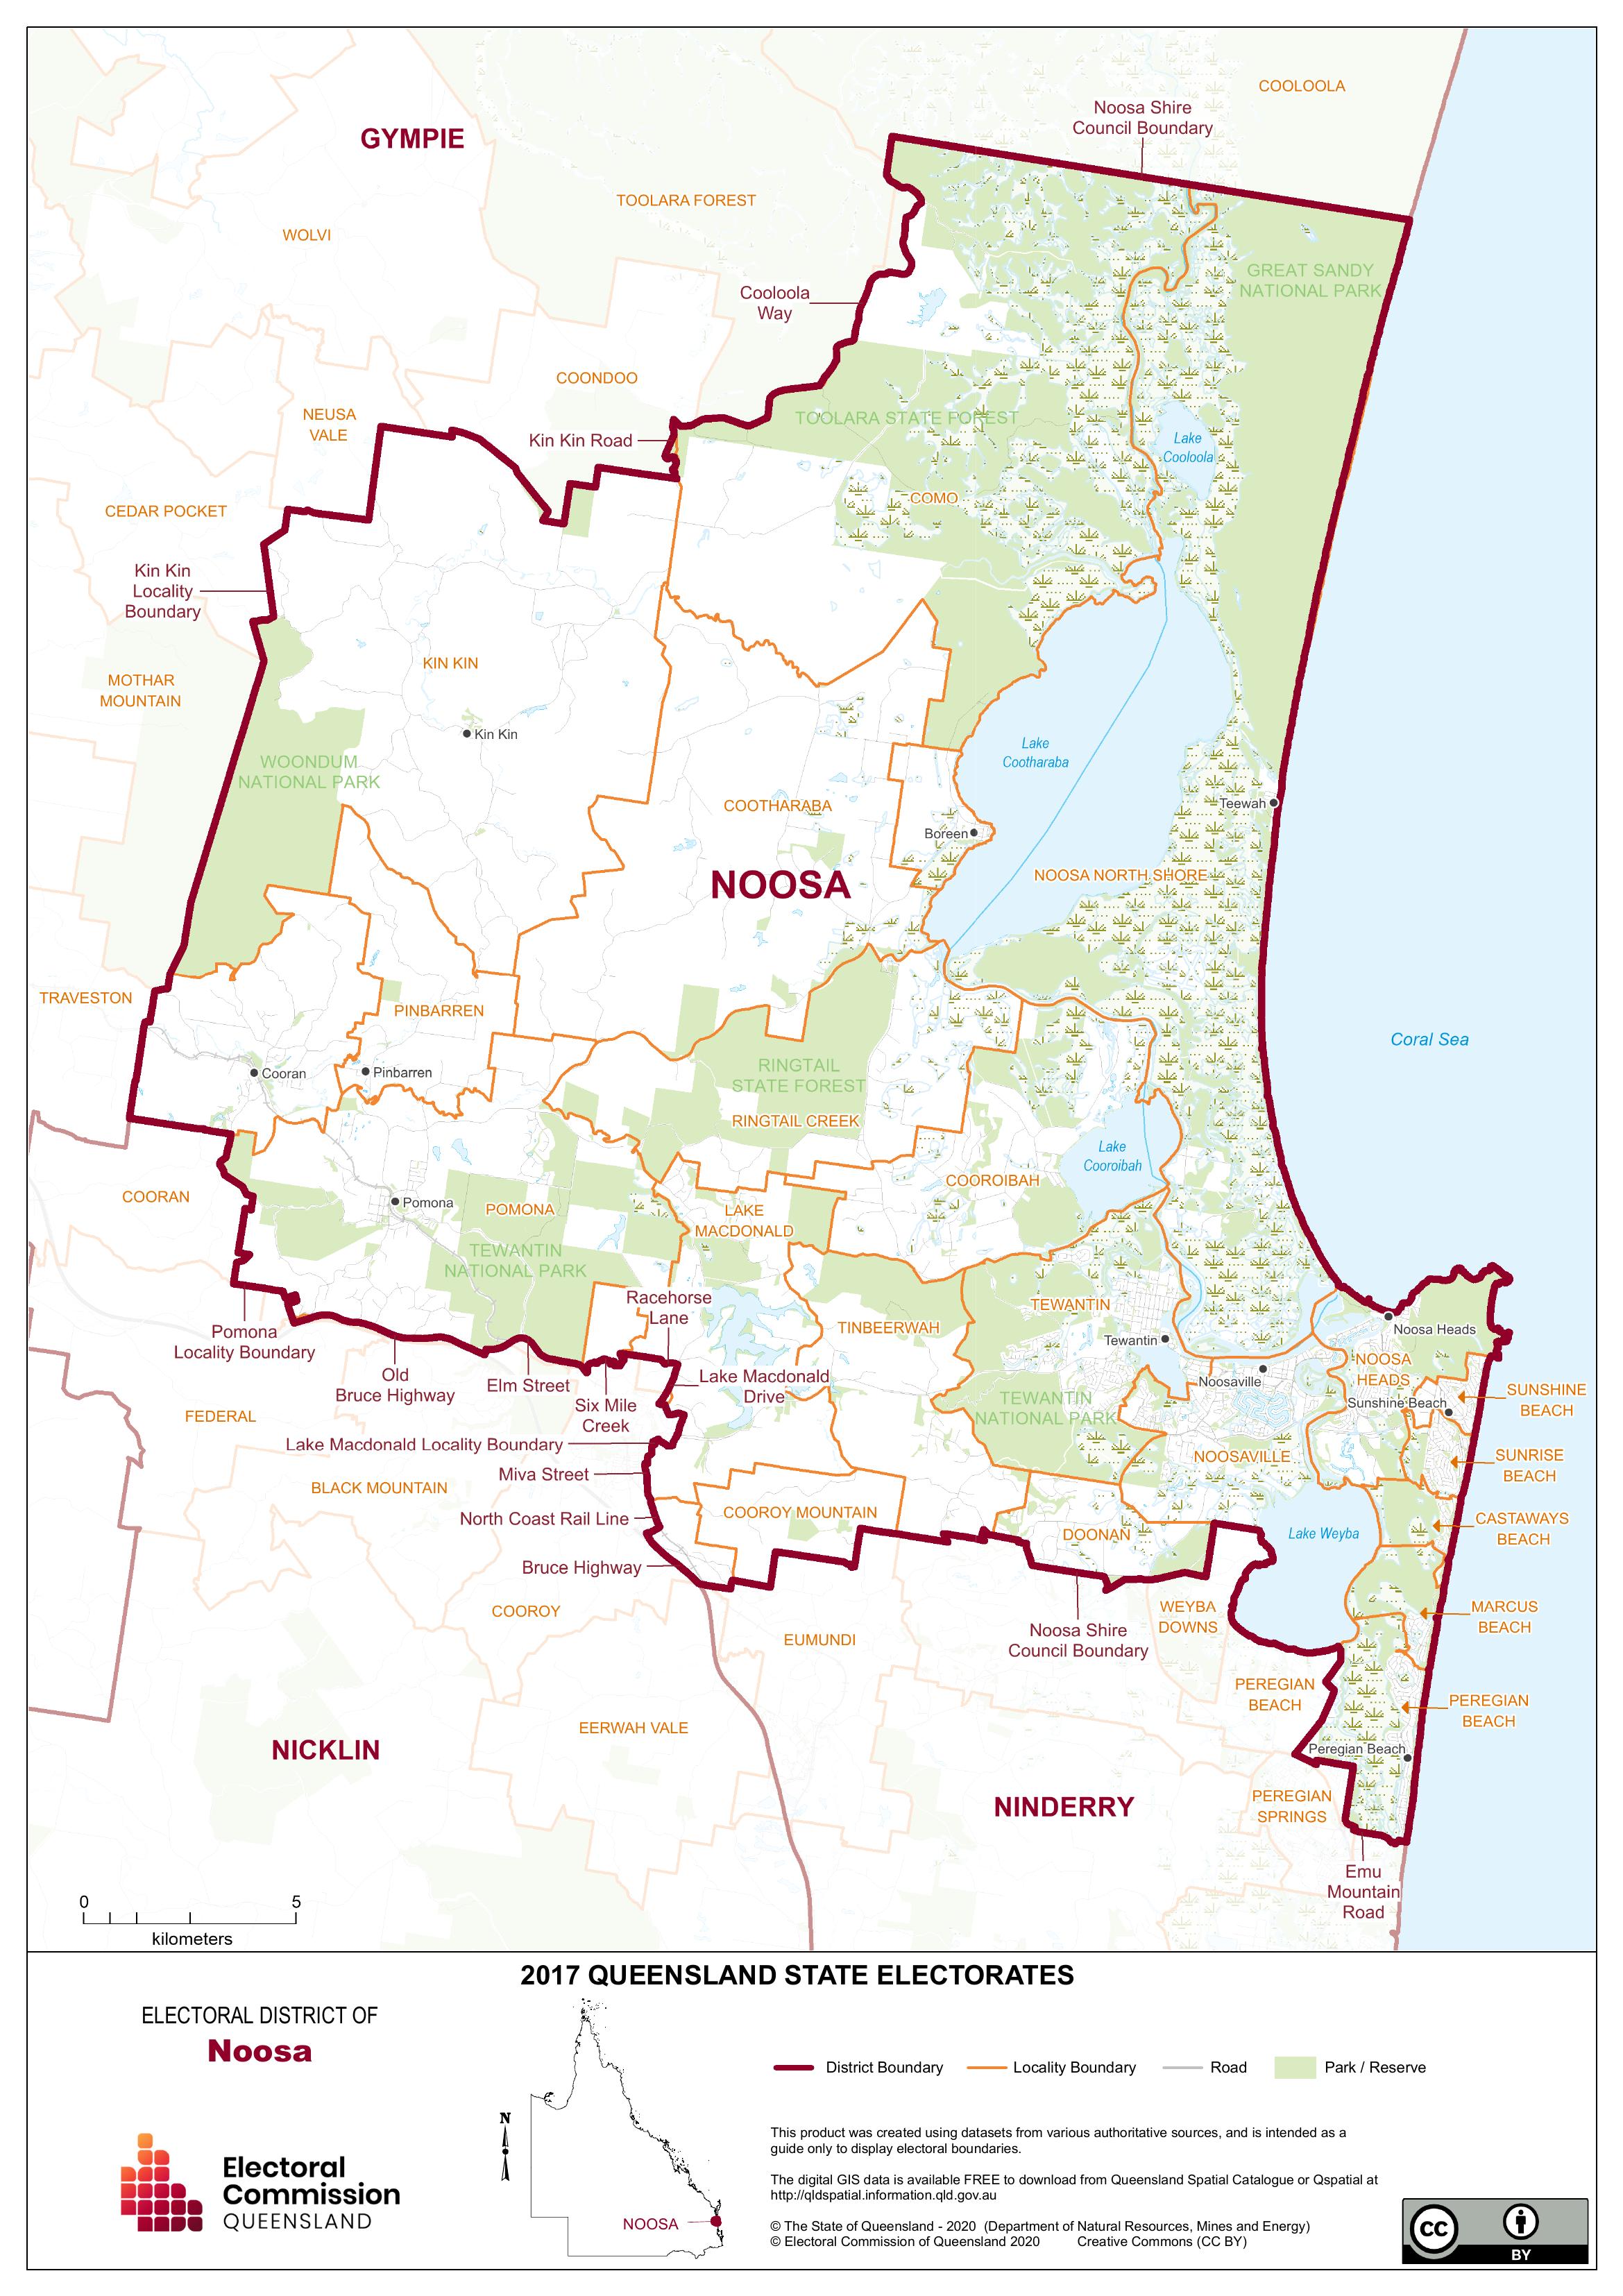 COOLOOLA
Noosa Shire
Council Boundary
GYMPIE
TOOLARA FOREST
WOLVI
GREAT SANDY
NATIONAL PARK
Cooloola
Way
COONDOO
NEUSA
VALE
TOOLARA STATE FOREST
Kin Kin Road
Lake
Cooloola
COMO
CEDAR POCKET
Kin Kin
Locality
Boundary
KIN KIN
MOTHAR
MOUNTAIN
Kin Kin
Lake
Cootharaba
WOONDUM
NATIONAL PARK
COOTHARABA
Teewah
Boreen
NOOSA
NOOSA NORTH SHORE
TRAVESTON
PINBARREN
Coral Sea
Cooran
Pinbarren
RINGTAIL
STATE FOREST
RINGTAIL CREEK
Lake
Cooroibah
COOROIBAH
COORAN
Pomona
POMONA
LAKE
MACDONALD
TEWANTIN
NATIONAL PARK
Racehorse
Lane
TEWANTIN
TINBEERWAH
Tewantin
Noosa Heads
Pomona
Locality Boundary
Old
Bruce Highway
Elm Street
Six Mile
Creek
Lake Macdonald
Drive
Noosaville
NOOSA
HEADS
SUNSHINE
BEACH
Sunshine Beach
TEWANTIN
NATIONAL PARK
FEDERAL
Lake Macdonald Locality Boundary
NOOSAVILLE
SUNRISE
BEACH
Miva Street
BLACK MOUNTAIN
North Coast Rail Line
COOROY MOUNTAIN
DOONAN
Lake Weyba
CASTAWAYS
BEACH
Bruce Highway
COOROY
EUMUNDI
Noosa Shire
Council Boundary
WEYBA
DOWNS
MARCUS
BEACH
PEREGIAN
BEACH
PEREGIAN
BEACH
EERWAH VALE
NICKLIN
Peregian Beach
NINDERRY
PEREGIAN
SPRINGS
Emu
Mountain
Road
0 5
kilometers
2017 QUEENSLAND STATE ELECTORATES
ELECTORAL DISTRICT OF
Noosa
District Boundary
Locality Boundary
Road
Park / Reserve
N
NOOSA
Electoral
Commission
QUEENSLAND
This product was created using datasets from various authoritative sources, and is intended as a
guide only to display electoral boundaries.
The digital GIS data is available FREE to download from Queensland Spatial Catalogue or Qspatial at
http://qldspatial.information.qld.gov.au
© The State of Queensland - 2020 (Department of Natural Resources, Mines and Energy)
© Electoral Commission of Queensland 2020 Creative Commons (CC BY)
CC
BY